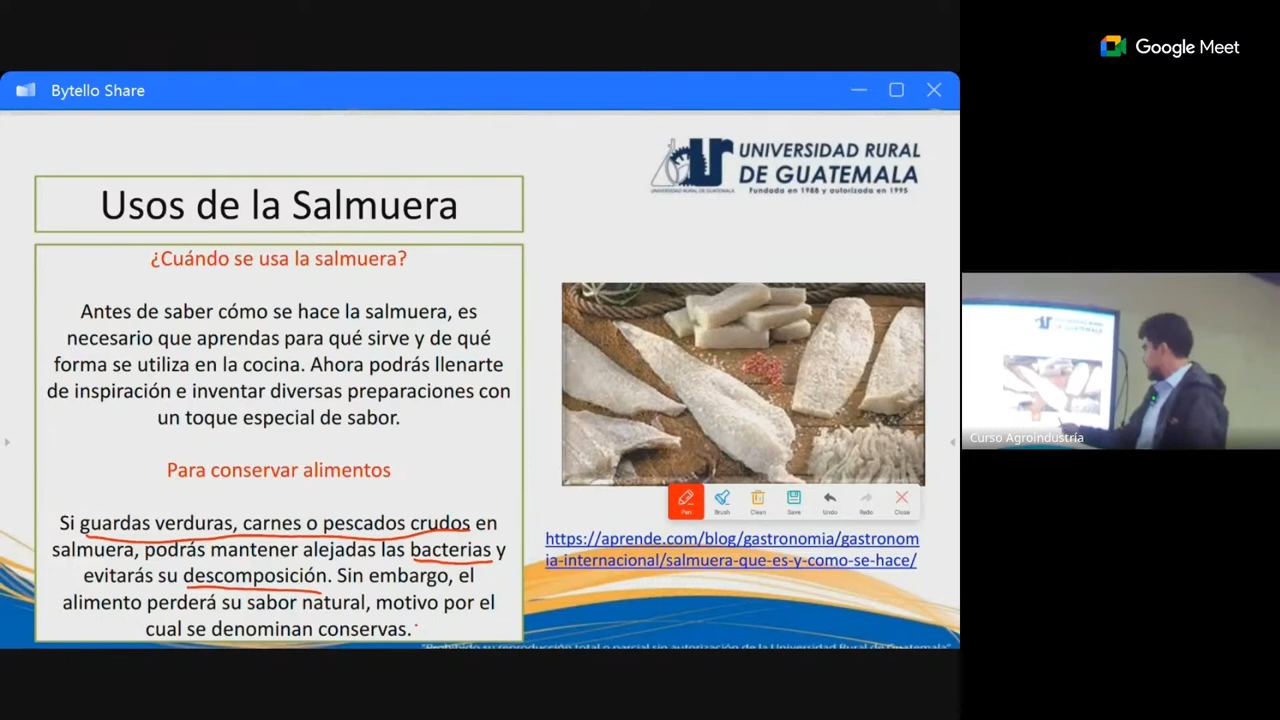 Google Meet
Bytello Share
UNIVERSIDAD RURAL
DE GUATEMALA
Fundada en 1988 y autorizada en 1995
UNIVERSIDAD RURAL DE GUATEMALA
Usos de la Salmuera
¿Cuándo se usa la salmuera?
Antes de saber cómo se hace la salmuera, es
necesario que aprendas para qué sirve y de qué
forma se utiliza en la cocina. Ahora podrás llenarte
de inspiración e inventar diversas preparaciones con
un toque especial de sabor.
Para conservar alimentos
Si guardas verduras, carnes o pescados crudos en
salmuera, podrás mantener alejadas las bacterias y
evitarás su descomposición. Sin embargo, el
alimento perderá su sabor natural, motivo por el
cual se denominan conservas.
Pen Brush Clean Save Undo Redo Close
https://aprende.com/blog/gastronomia/gastronom
ia-internacional/salmuera-que-es-y-como-se-hace/
"Prohibido su reproducción total o parcial sin autorización de la Universidad Rural de Guatemala"
Curso Agroindustría